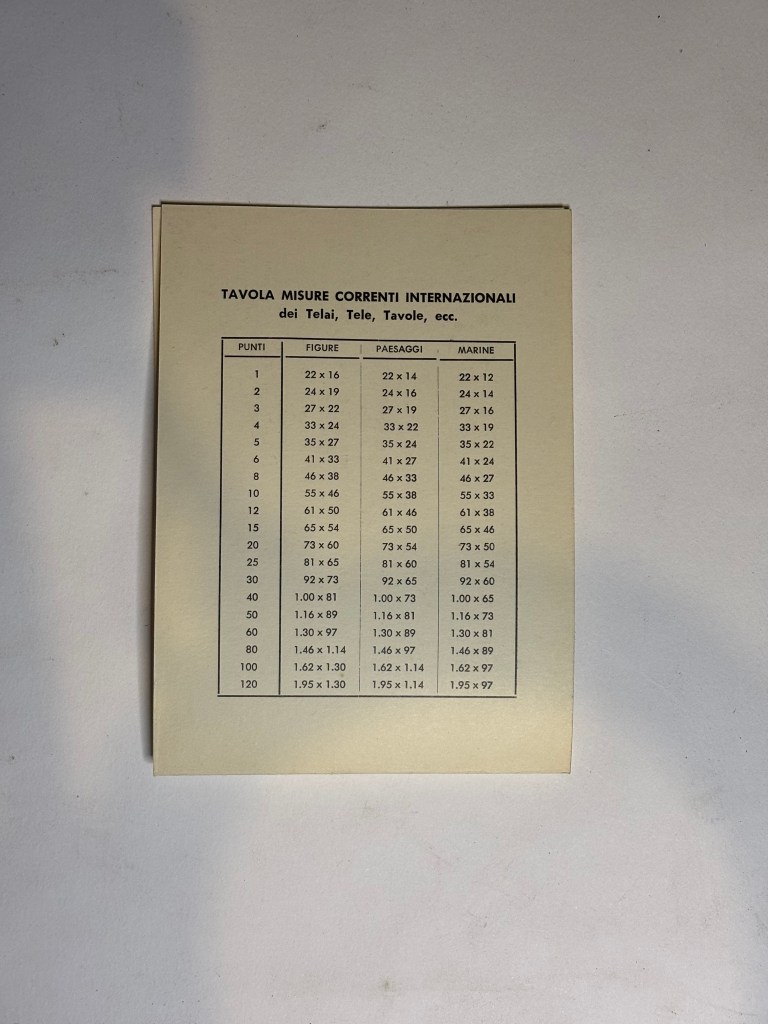 TAVOLA MISURE CORRENTI INTERNAZIONALI
dei Telai, Tele, Tavole, ecc.
PUNTI FIGURE PAESAGGI MARINE
1 22 x 16 22 x 14 22 x 12
2 24 x 19 24 x 16 24 x 14
3 27 x 22 27 x 19 27 x 16
4 33 x 24 33 x 22 33 x 19
5 35 x 27 35 x 24 35 x 22
6 41 x 33 41 x 27 41 x 24
8 46 x 38 46 x 33 46 x 27
10 55 x 46 55 x 38 55 x 33
12 61 x 50 61 x 46 61 x 38
15 65 x 54 65 x 50 65 x 46
20 73 x 60 73 x 54 73 x 50
25 81 x 65 81 x 60 81 x 54
30 92 x 73 92 x 65 92 x 60
40 1.00 x 81 1.00 x 73 1.00 x 65
50 1.16 x 89 1.16 x 81 1.16 x 73
60 1.30 x 97 1.30 x 89 1.30 x 81
80 1.46 x 1.14 1.46 x 97 1.46 x 89
100 1.62 x 1.30 1.62 x 1.14 1.62 x 97
120 1.95 x 1.30 1.95 x 1.14 1.95 x 97